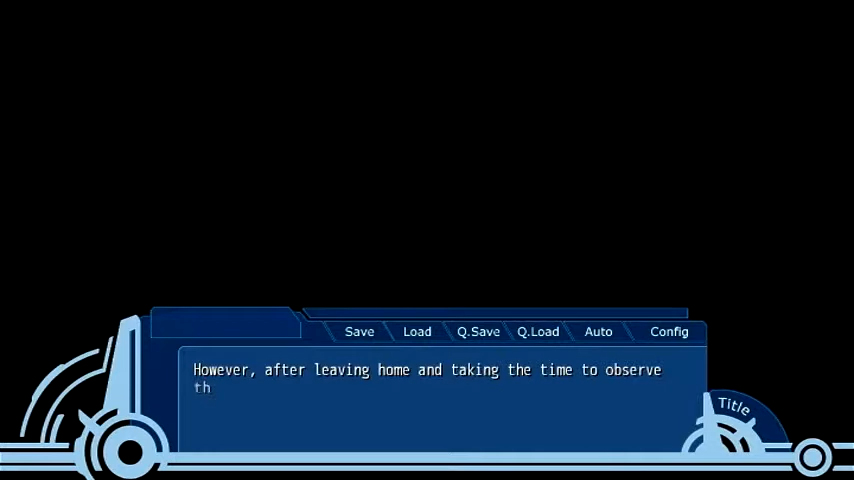 Save Load Q.Save Q.Load Auto Config
However, after leaving home and taking the time to observe
th
Title